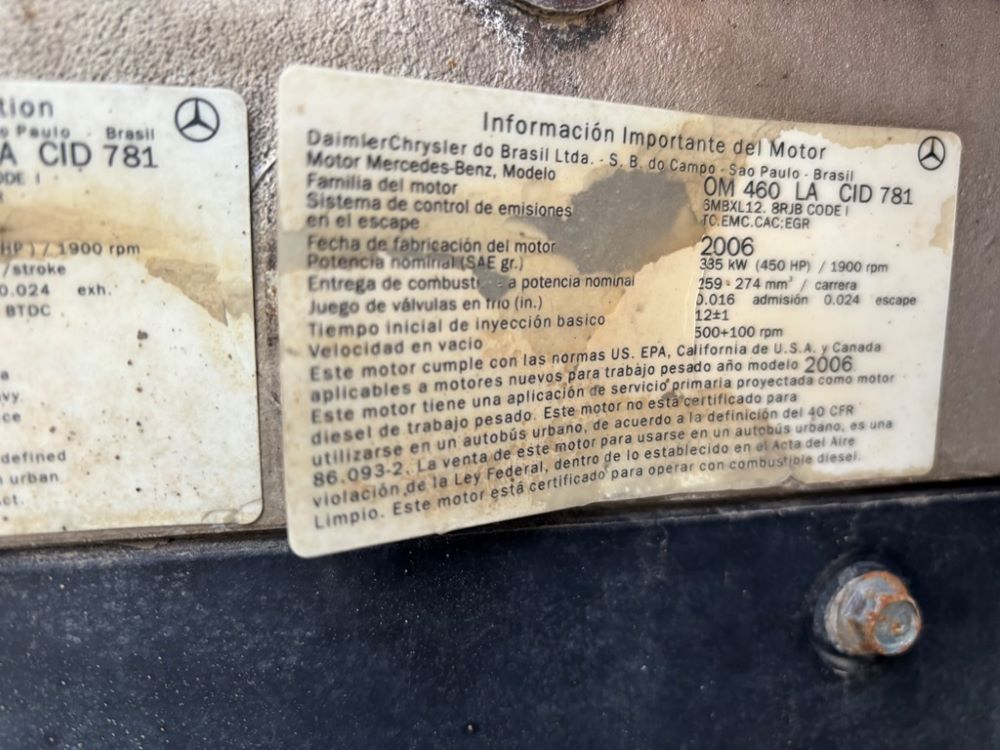 tion
o Paulo - Brasil
A CID 781
ODE I
HP ) / 1900 rpm
/stroke
0.024 exh.
BTDC
a
avy
ce
defined
urban
ct.
Información Importante del Motor
DaimlerChrysler do Brasil Ltda. - S. B. do Campo - Sao Paulo - Brasil
Motor Mercedes-Benz, Modelo OM 460 LA CID 781
Familia del motor 6MBXL12. 8RJB CODE I
Sistema de control de emisiones TC.EMC.CAC;EGR
en el escape
Fecha de fabricación del motor 2006
Potencia nominal (SAE gr.) 335 kW (450 HP) / 1900 rpm
Entrega de combust a potencia nominal 259 - 274 mm³ / carrera
Juego de válvulas en frio (in.) 0.016 admisión 0.024 escape
Tiempo inicial de inyección basico 12±1
Velocidad en vacio 500+100 rpm
Este motor cumple con las normas US. EPA, California de U.S.A. y Canada
aplicables a motores nuevos para trabajo pesado año modelo 2006
Este motor tiene una aplicación de servicio primaria proyectada como motor
diesel de trabajo pesado. Este motor no está certificado para
utilizarse en un autobús urbano, de acuerdo a la definición del 40 CFR
86.093-2. La venta de este motor para usarse en un autobús urbano, es una
violación de la Ley Federal, dentro de lo establecido en el Acta del Aire
Limpio. Este motor está certificado para operar con combustible diesel.